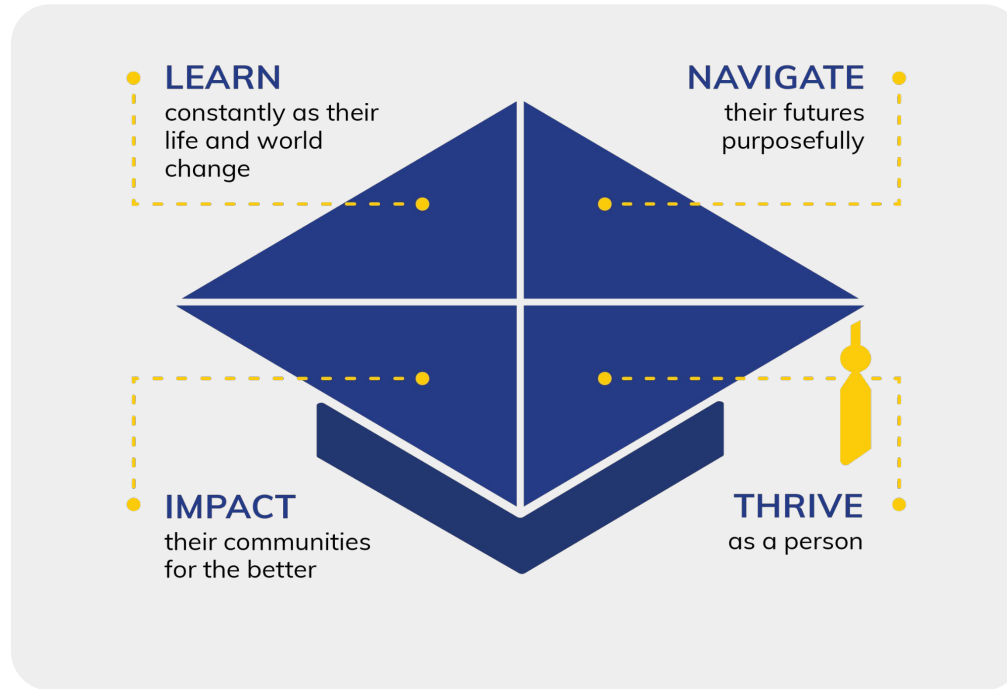 LEARN
constantly as their
life and world
change
NAVIGATE
their futures
purposefully
IMPACT
their communities
for the better
THRIVE
as a person